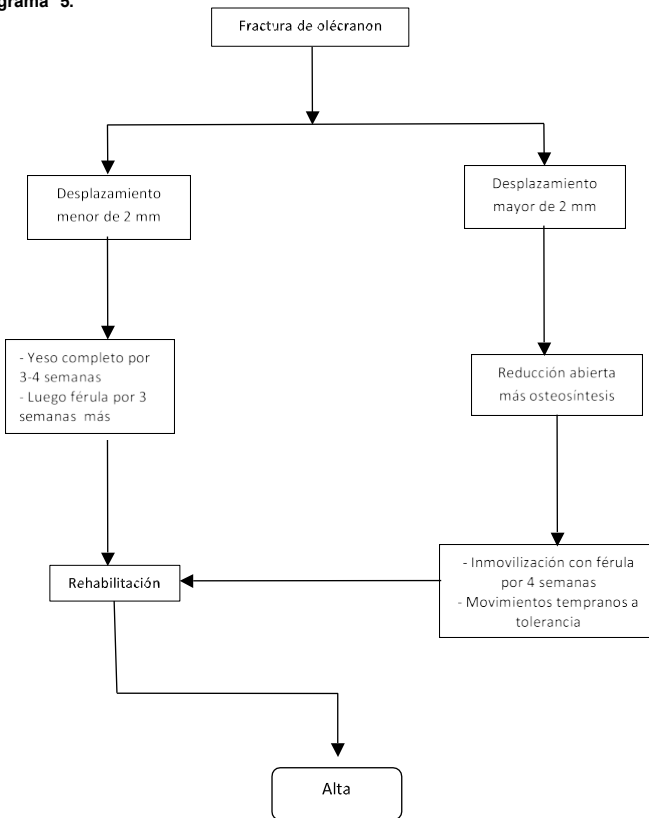 grama 5.
Fractura de olécranon
Desplazamiento
menor de 2 mm
Desplazamiento
mayor de 2 mm
- Yeso completo por
3-4 semanas
- Luego férula por 3
semanas más
Reducción abierta
más osteosíntesis
Rehabilitación
- Inmovilización con férula
por 4 semanas
- Movimientos tempranos a
tolerancia
Alta